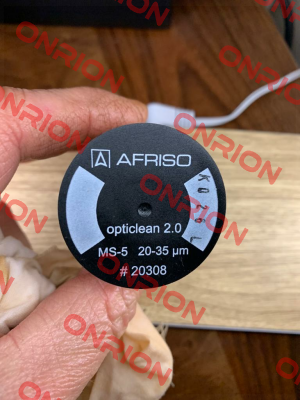 ONRION
AFRISO
opticlean 2.0
MS-5 20-35 µm
# 20308